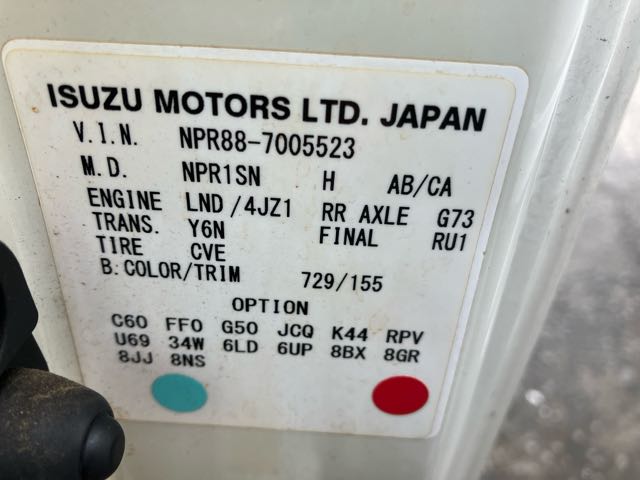 ISUZU MOTORS LTD. JAPAN
V.I.N. NPR88-7005523
M.D. NPR1SN H AB/CA
ENGINE LND/4JZ1 RR AXLE G73
TRANS. Y6N FINAL RU1
TIRE CVE
B:COLOR/TRIM 729/155
OPTION
C60 FF0 G50 JCQ K44 RPV
U69 34W 6LD 6UP 8BX 8GR
8JJ 8NS